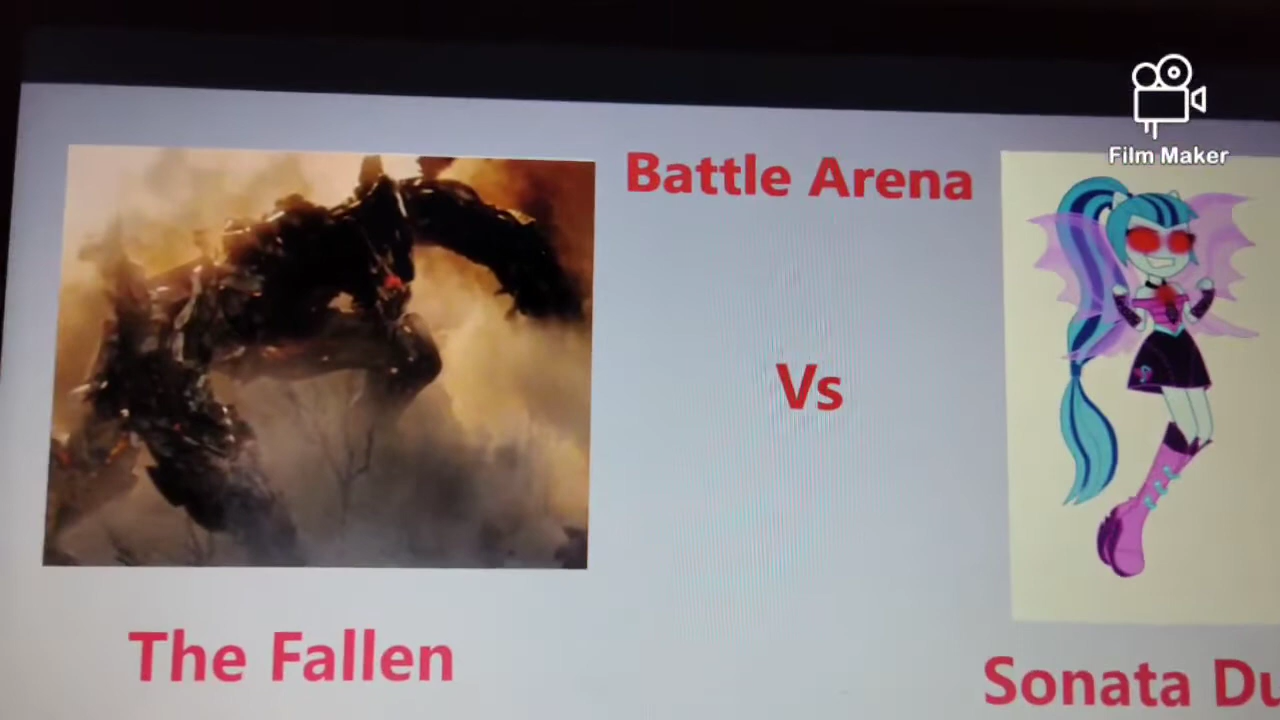 Film Maker
Battle Arena
Vs
The Fallen
Sonata Du